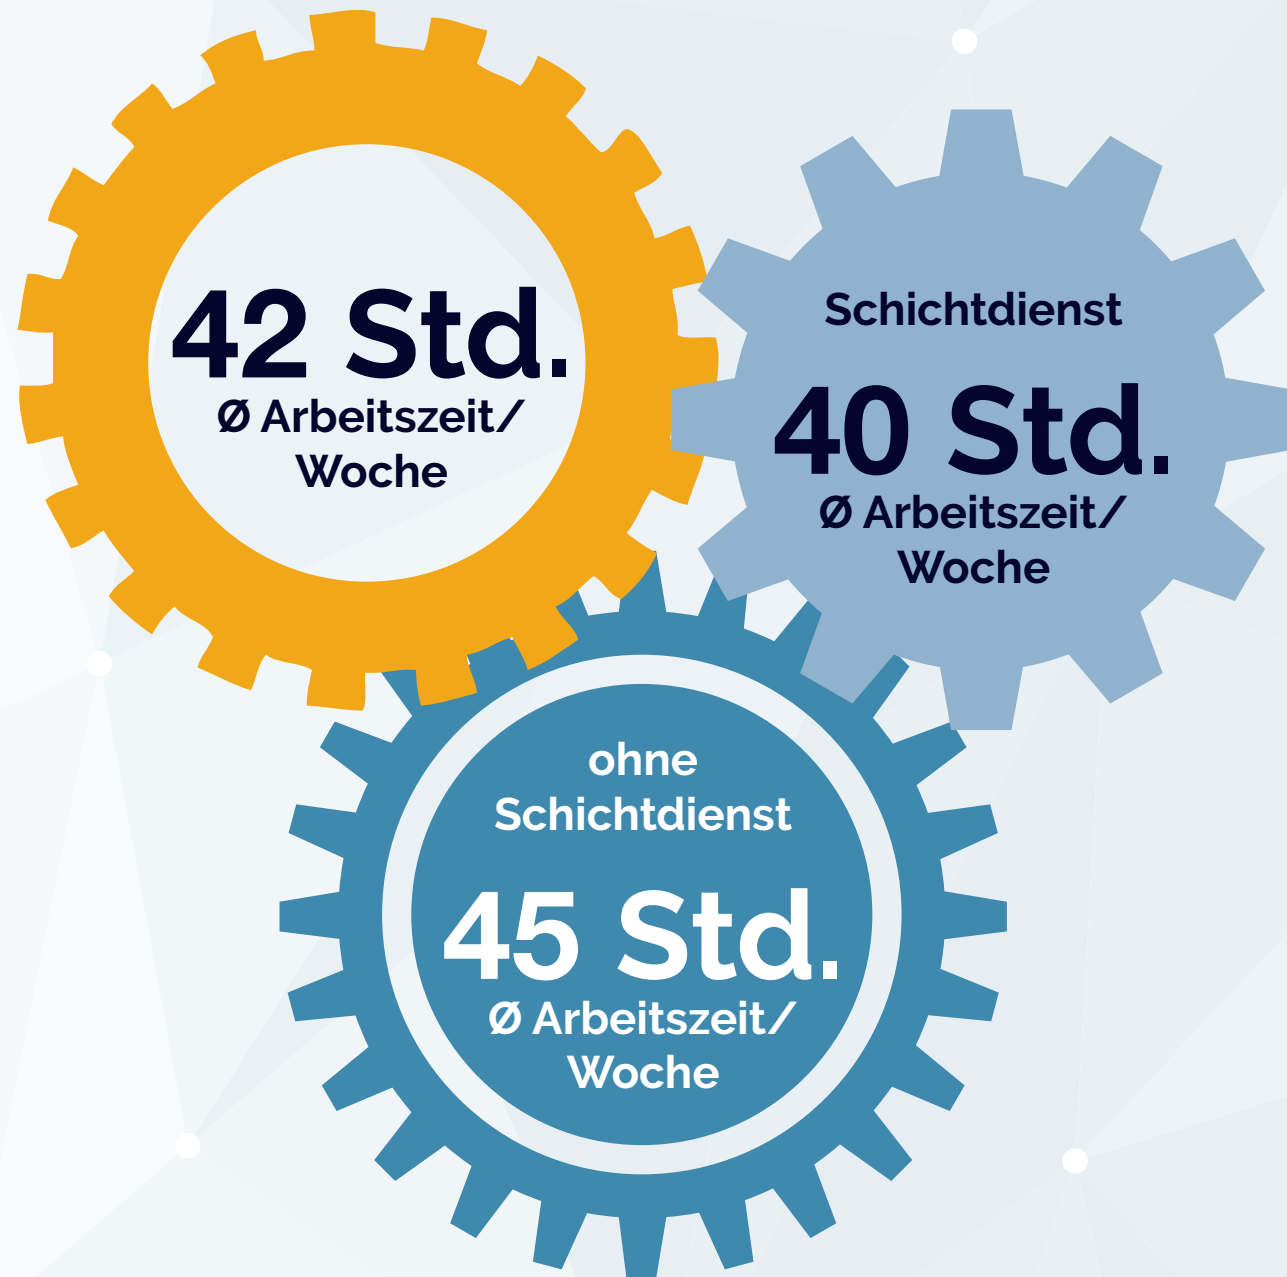 42 Std.
Ø Arbeitszeit/
Woche
Schichtdienst
40 Std.
Ø Arbeitszeit/
Woche
ohne
Schichtdienst
45 Std.
Ø Arbeitszeit/
Woche